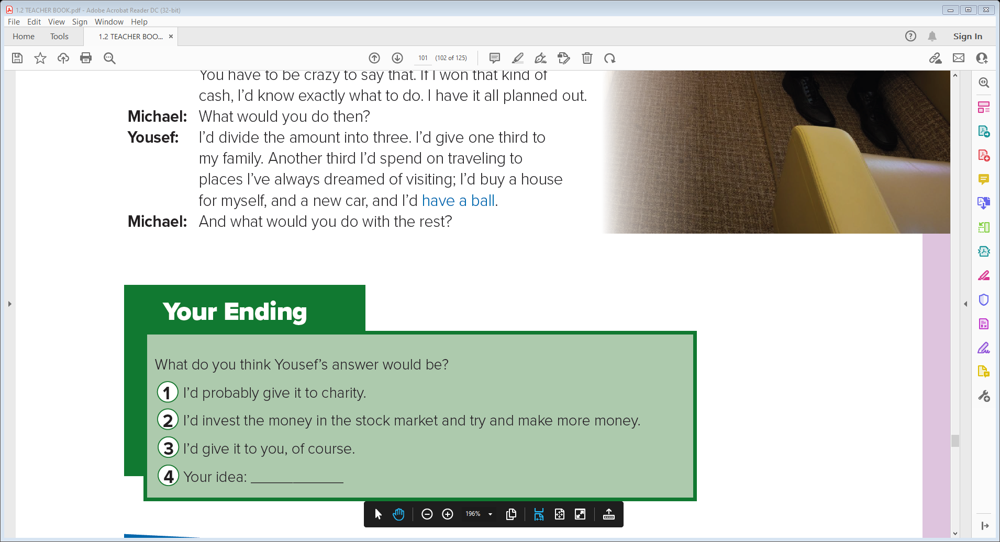 1.2 TEACHER BOOK.pdf - Adobe Acrobat Reader DC (32-bit)
File Edit View Sign Window Help
Home Tools 1.2 TEACHER BOO... × Sign In
101 (102 of 125)
You have to be crazy to say that. If I won that kind of
cash, I'd know exactly what to do. I have it all planned out.
Michael: What would you do then?
Yousef: I'd divide the amount into three. I'd give one third to
my family. Another third I'd spend on traveling to
places I've always dreamed of visiting; I'd buy a house
for myself, and a new car, and I'd have a ball.
Michael: And what would you do with the rest?
Your Ending
What do you think Yousef's answer would be?
1 I'd probably give it to charity.
2 I'd invest the money in the stock market and try and make more money.
3 I'd give it to you, of course.
4 Your idea: ____________
196%